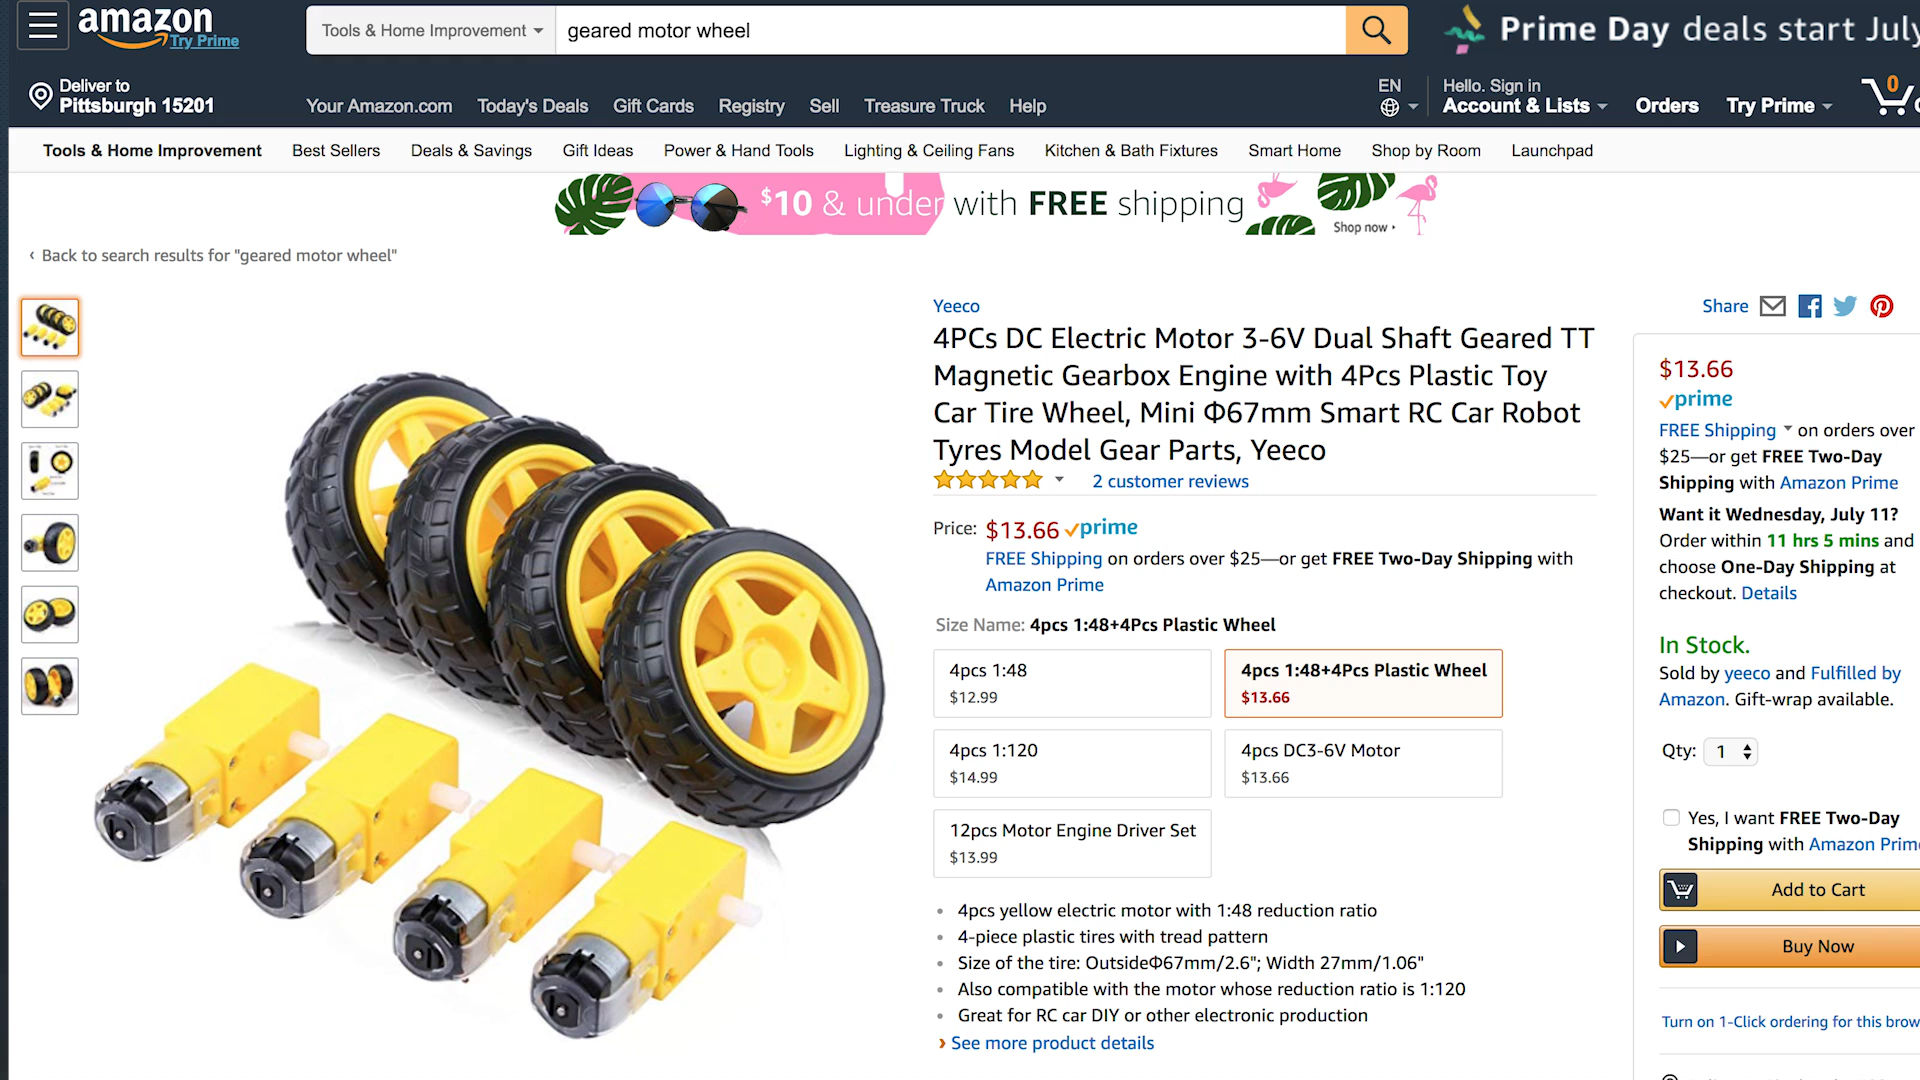 amazon
Try Prime
Tools & Home Improvement
geared motor wheel
Prime Day deals start July
Deliver to
Pittsburgh 15201
Your Amazon.com
Today's Deals
Gift Cards
Registry
Sell
Treasure Truck
Help
EN
Hello. Sign in
Account & Lists
Orders
Try Prime
0
Tools & Home Improvement
Best Sellers
Deals & Savings
Gift Ideas
Power & Hand Tools
Lighting & Ceiling Fans
Kitchen & Bath Fixtures
Smart Home
Shop by Room
Launchpad
$10 & under with FREE shipping
Shop now ›
‹ Back to search results for "geared motor wheel"
Yeeco
4PCs DC Electric Motor 3-6V Dual Shaft Geared TT
Magnetic Gearbox Engine with 4Pcs Plastic Toy
Car Tire Wheel, Mini Φ67mm Smart RC Car Robot
Tyres Model Gear Parts, Yeeco
2 customer reviews
Price: $13.66 prime
FREE Shipping on orders over $25—or get FREE Two-Day Shipping with
Amazon Prime
Size Name: 4pcs 1:48+4Pcs Plastic Wheel
4pcs 1:48
$12.99
4pcs 1:48+4Pcs Plastic Wheel
$13.66
4pcs 1:120
$14.99
4pcs DC3-6V Motor
$13.66
12pcs Motor Engine Driver Set
$13.99
• 4pcs yellow electric motor with 1:48 reduction ratio
• 4-piece plastic tires with tread pattern
• Size of the tire: OutsideΦ67mm/2.6"; Width 27mm/1.06"
• Also compatible with the motor whose reduction ratio is 1:120
• Great for RC car DIY or other electronic production
› See more product details
Share
$13.66
prime
FREE Shipping on orders over
$25—or get FREE Two-Day
Shipping with Amazon Prime
Want it Wednesday, July 11?
Order within 11 hrs 5 mins and
choose One-Day Shipping at
checkout. Details
In Stock.
Sold by yeeco and Fulfilled by
Amazon. Gift-wrap available.
Qty: 1
Yes, I want FREE Two-Day
Shipping with Amazon Prim
Add to Cart
Buy Now
Turn on 1-Click ordering for this brow